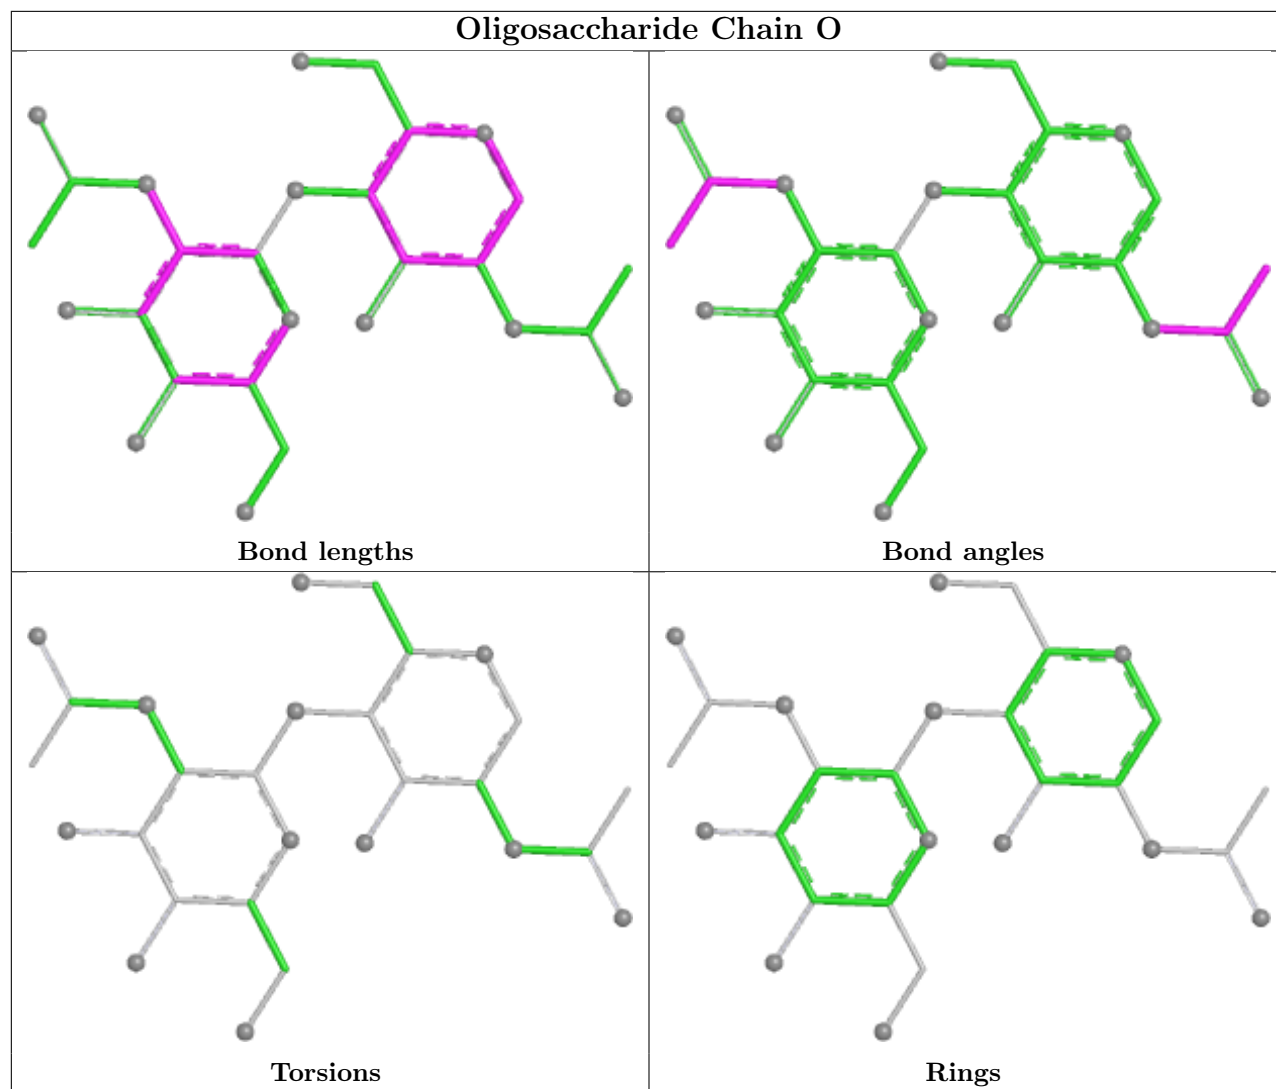 Oligosaccharide Chain O
Bond lengths
Bond angles
Torsions
Rings